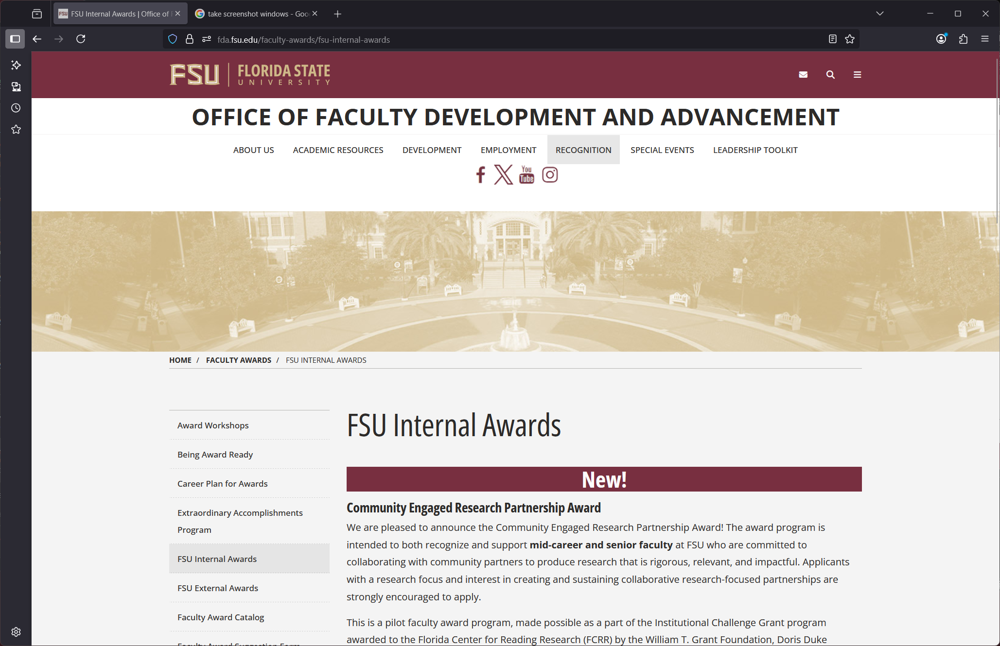 FSU Internal Awards | Office of F
take screenshot windows - Goo
fda.fsu.edu/faculty-awards/fsu-internal-awards
FSU FLORIDA STATE
UNIVERSITY
OFFICE OF FACULTY DEVELOPMENT AND ADVANCEMENT
ABOUT US ACADEMIC RESOURCES DEVELOPMENT EMPLOYMENT RECOGNITION SPECIAL EVENTS LEADERSHIP TOOLKIT
You
Tube
HOME / FACULTY AWARDS / FSU INTERNAL AWARDS
Award Workshops
Being Award Ready
Career Plan for Awards
Extraordinary Accomplishments
Program
FSU Internal Awards
FSU External Awards
Faculty Award Catalog
Faculty Award Suggestion Form
FSU Internal Awards
New!
Community Engaged Research Partnership Award
We are pleased to announce the Community Engaged Research Partnership Award! The award program is
intended to both recognize and support mid-career and senior faculty at FSU who are committed to
collaborating with community partners to produce research that is rigorous, relevant, and impactful. Applicants
with a research focus and interest in creating and sustaining collaborative research-focused partnerships are
strongly encouraged to apply.
This is a pilot faculty award program, made possible as a part of the Institutional Challenge Grant program
awarded to the Florida Center for Reading Research (FCRR) by the William T. Grant Foundation, Doris Duke